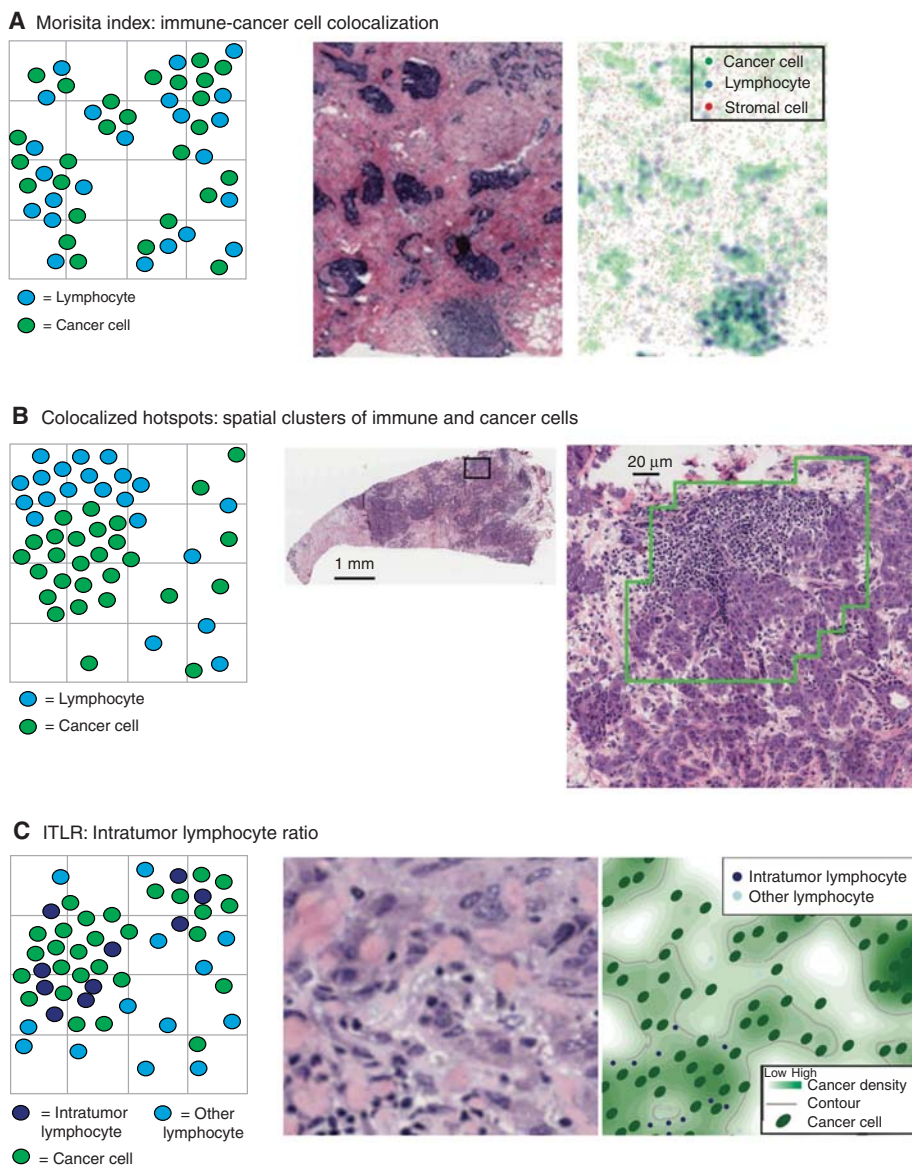 A Morisita index: immune-cancer cell colocalization
Cancer cell
Lymphocyte
Stromal cell
= Lymphocyte
= Cancer cell
B Colocalized hotspots: spatial clusters of immune and cancer cells
1 mm
20 μm
= Lymphocyte
= Cancer cell
C ITLR: Intratumor lymphocyte ratio
Intratumor lymphocyte
Other lymphocyte
Low High
Cancer density
Contour
Cancer cell
= Intratumor
lymphocyte
= Other
lymphocyte
= Cancer cell